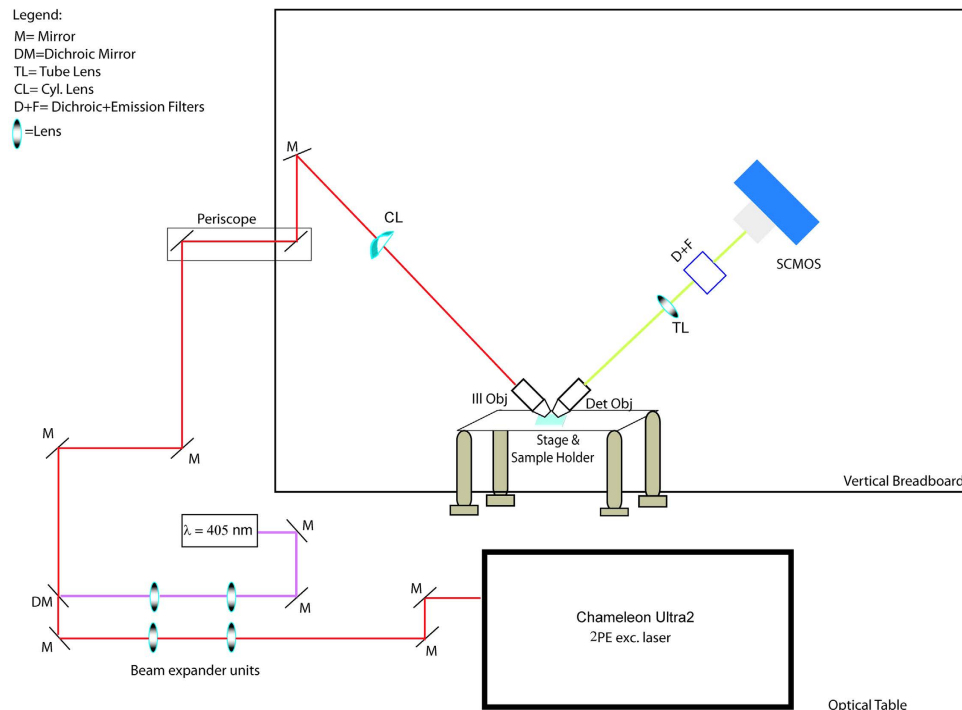 Legend:
M= Mirror
DM=Dichroic Mirror
TL= Tube Lens
CL= Cyl. Lens
D+F= Dichroic+Emission Filters
=Lens
M
Periscope
CL
D+F
SCMOS
TL
Ill Obj
Det Obj
Stage &
Sample Holder
Vertical Breadboard
M
M
λ = 405 nm
M
DM
M
M
M
M
Beam expander units
Chameleon Ultra2
2PE exc. laser
Optical Table